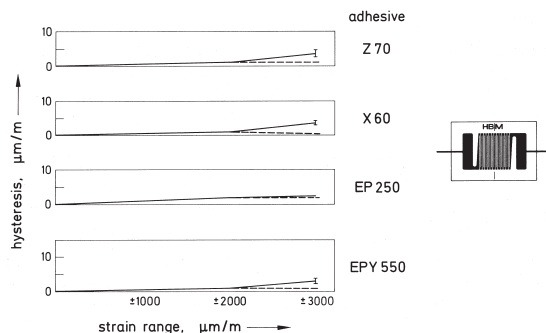 adhesive
10
0
Z 70
10
0
X 60
HBM
10
0
EP 250
10
0
EPY 550
±1000 ±2000 ±3000
strain range, µm/m
hysteresis, µm/m